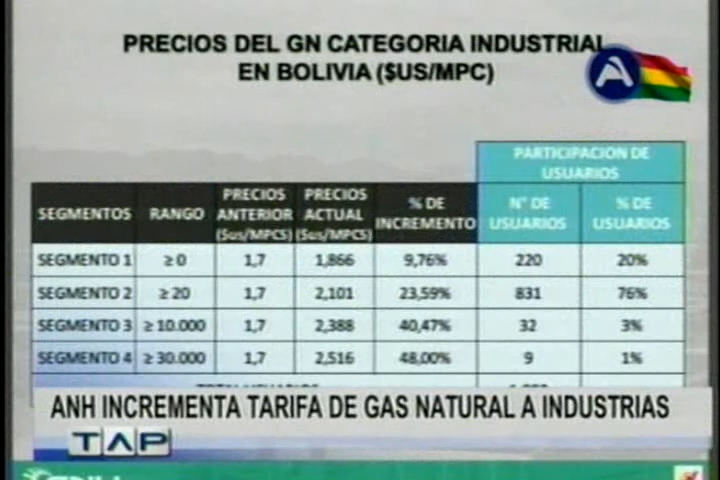 PRECIOS DEL GN CATEGORIA INDUSTRIAL
EN BOLIVIA ($US/MPC)
A
PARTICIPACION DE
USUARIOS
SEGMENTOS RANGO PRECIOS ANTERIOR ($us/MPCS) PRECIOS ACTUAL ($us/MPCS) % DE INCREMENTO N° DE USUARIOS % DE USUARIOS
SEGMENTO 1 ≥ 0 1,7 1,866 9,76% 220 20%
SEGMENTO 2 ≥ 20 1,7 2,101 23,59% 831 76%
SEGMENTO 3 ≥ 10.000 1,7 2,388 40,47% 32 3%
SEGMENTO 4 ≥ 30.000 1,7 2,516 48,00% 9 1%
ANH INCREMENTA TARIFA DE GAS NATURAL A INDUSTRIAS
TAP